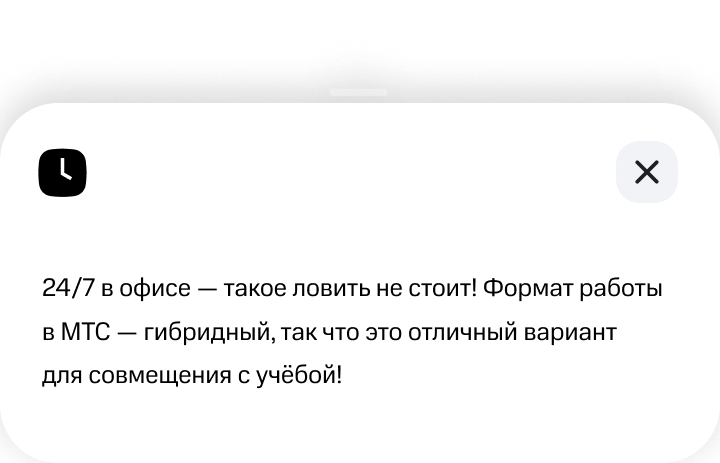 24/7 в офисе — такое ловить не стоит! Формат работы
в МТС — гибридный, так что это отличный вариант
для совмещения с учёбой!